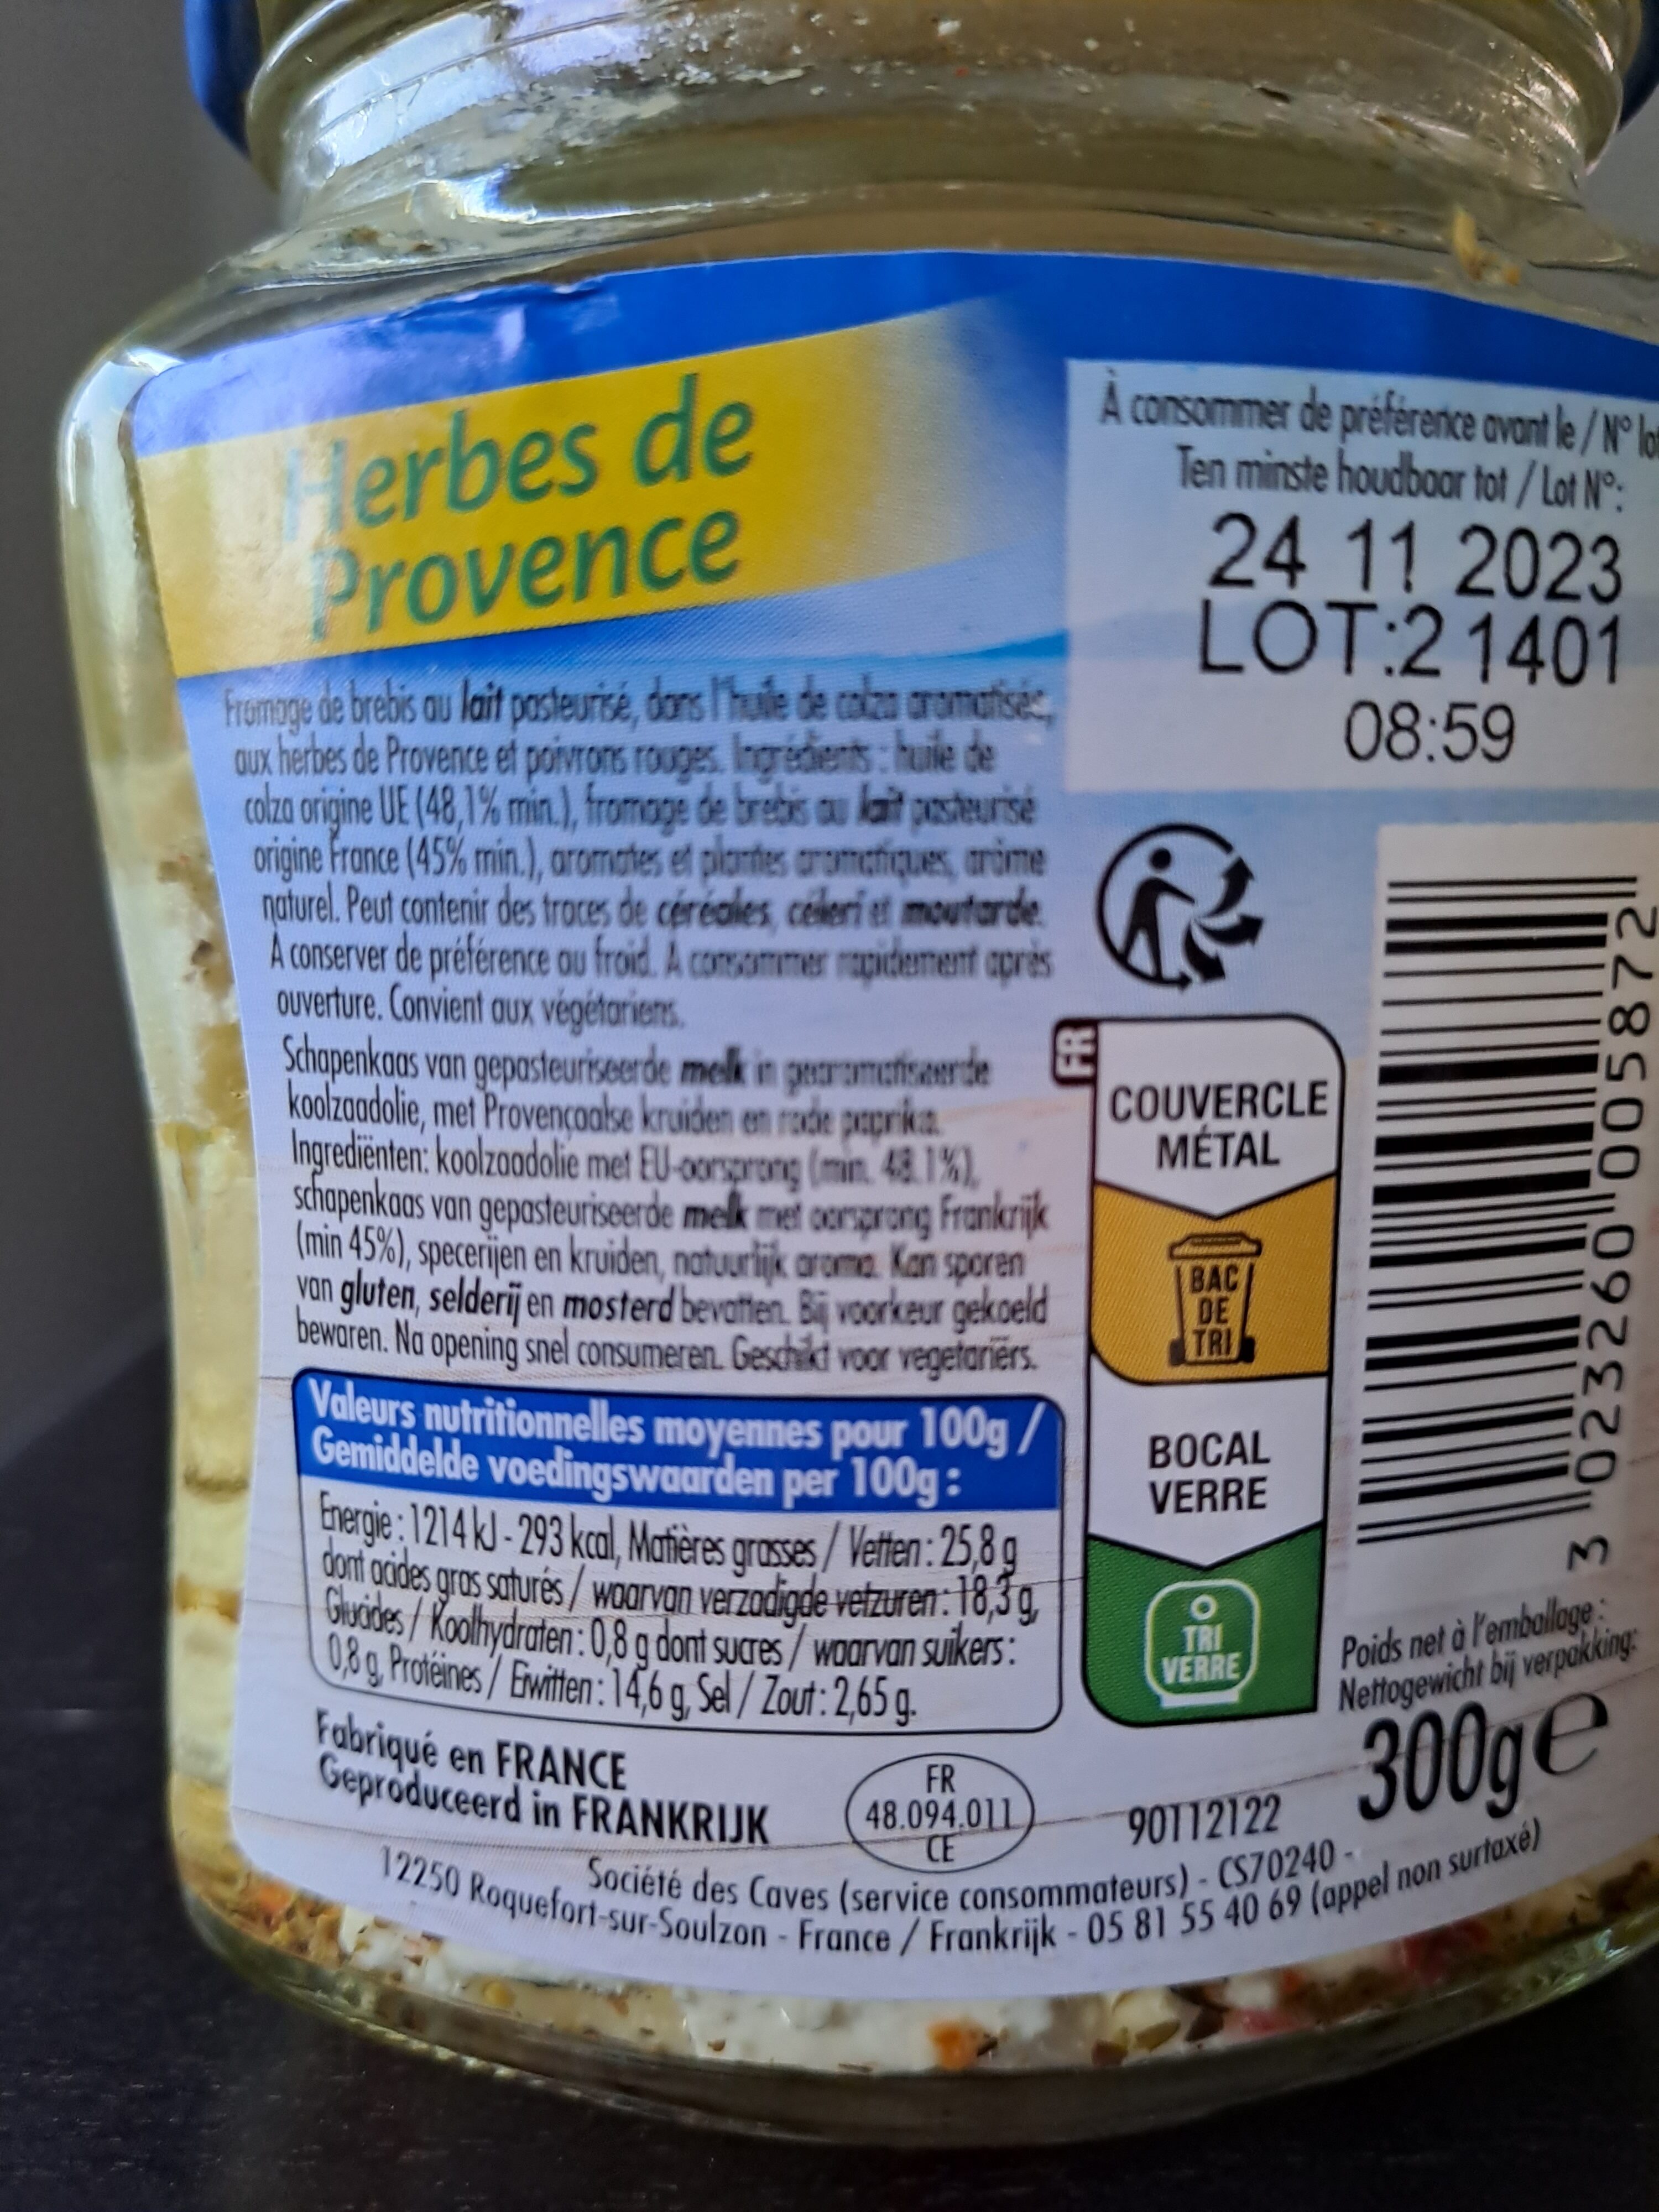 Herbes de
Provence
Fromage de brebis au lait pasteurisé, dans l'huile de colza aromatisée,
aux herbes de Provence et poivrons rouges. Ingrédients : huile de
colza origine UE (48,1% min.), fromage de brebis au lait pasteurisé
origine France (45% min.), aromates et plantes aromatiques, arôme
naturel. Peut contenir des traces de céréales, céleri et moutarde.
À conserver de préférence au froid. À consommer rapidement après
ouverture. Convient aux végétariens.
Schapenkaas van gepasteuriseerde melk in gearomatiseerde
koolzaadolie, met Provençaalse kruiden en rode paprika.
Ingrediënten: koolzaadolie met EU-oorsprong (min. 48.1%),
schapenkaas van gepasteuriseerde melk met oorsprong Frankrijk
(min 45%), specerijen en kruiden, natuurlijk aroma. Kan sporen
van gluten, selderij en mosterd bevatten. Bij voorkeur gekoeld
bewaren. Na opening snel consumeren. Geschikt voor vegetariërs.
Valeurs nutritionnelles moyennes pour 100g /
Gemiddelde voedingswaarden per 100g :
Energie : 1214 kJ - 293 kcal, Matières grasses / Vetten : 25,8 g
dont acides gras saturés / waarvan verzadigde vetzuren : 18,3 g,
Glucides / Koolhydraten : 0,8 g dont sucres / waarvan suikers :
0,8 g, Protéines / Eiwitten : 14,6 g, Sel / Zout : 2,65 g.
Fabriqué en FRANCE
Geproduceerd in FRANKRIJK
FR
48.094.011
CE
90112122
Société des Caves (service consommateurs) - CS70240 -
12250 Roquefort-sur-Soulzon - France / Frankrijk - 05 81 55 40 69 (appel non surtaxé)
À consommer de préférence avant le / N° lot
Ten minste houdbaar tot / Lot N°:
24 11 2023
LOT:2 1401
08:59
FR
COUVERCLE
MÉTAL
BAC
DE
TRI
BOCAL
VERRE
TRI
VERRE
3 023260 005872
Poids net à l'emballage :
Nettogewicht bij verpakking:
300g e